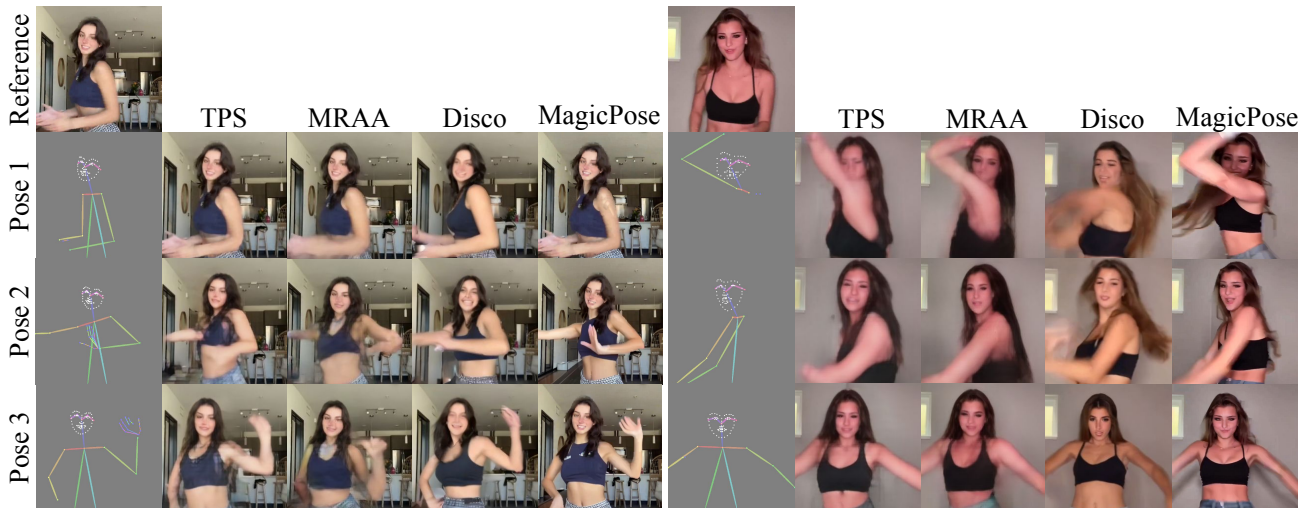 Reference
TPS MRAA Disco MagicPose TPS MRAA Disco MagicPose
Pose 1
Pose 2
Pose 3